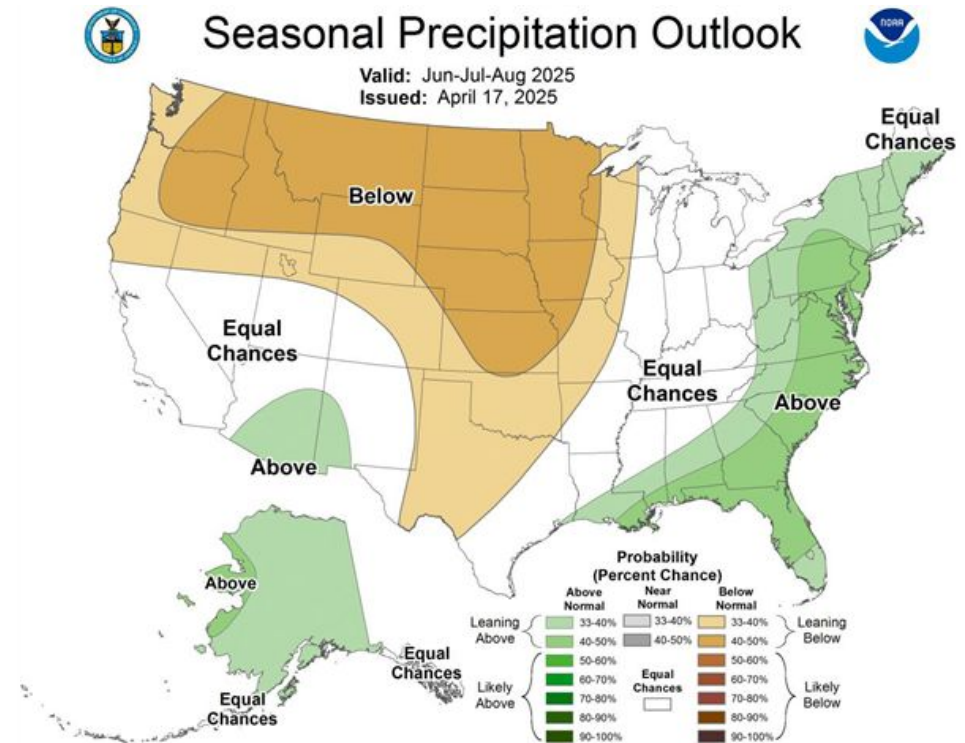 Seasonal Precipitation Outlook
NOAA
Valid: Jun-Jul-Aug 2025
Issued: April 17, 2025
Equal
Chances
Below
Equal
Chances
Equal
Chances
Above
Above
Above
Equal
Chances
Equal
Chances
Probability
(Percent Chance)
Above
Normal
Near
Normal
Below
Normal
Leaning
Above
33-40%
33-40%
33-40%
Leaning
Below
40-50%
40-50%
40-50%
Likely
Above
50-60%
60-70%
70-80%
80-90%
90-100%
Equal
Chances
50-60%
60-70%
70-80%
80-90%
90-100%
Likely
Below